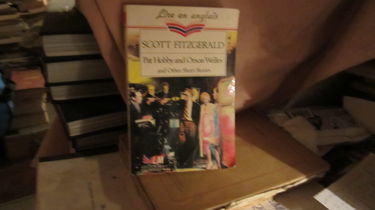 Lire en anglais
SCOTT FITZGERALD
Pat Hobby and Orson Welles
and Other Short Stories